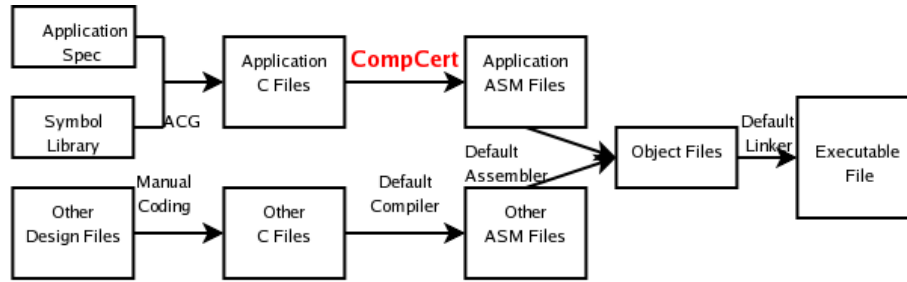 Application
Spec
Symbol
Library
ACG
Application
C Files
CompCert
Application
ASM Files
Other
Design Files
Manual
Coding
Other
C Files
Default
Compiler
Other
ASM Files
Default
Assembler
Object Files
Default
Linker
Executable
File